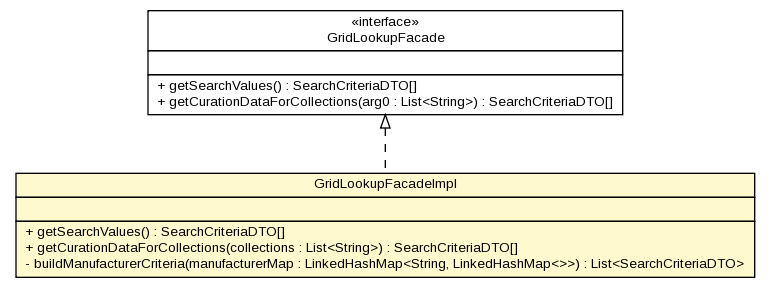 «interface»
GridLookupFacade
+ getSearchValues() : SearchCriteriaDTO[]
+ getCurationDataForCollections(arg0 : List<String>) : SearchCriteriaDTO[]
GridLookupFacadeImpl
+ getSearchValues() : SearchCriteriaDTO[]
+ getCurationDataForCollections(collections : List<String>) : SearchCriteriaDTO[]
- buildManufacturerCriteria(manufacturerMap : LinkedHashMap<String, LinkedHashMap<>>) : List<SearchCriteriaDTO>